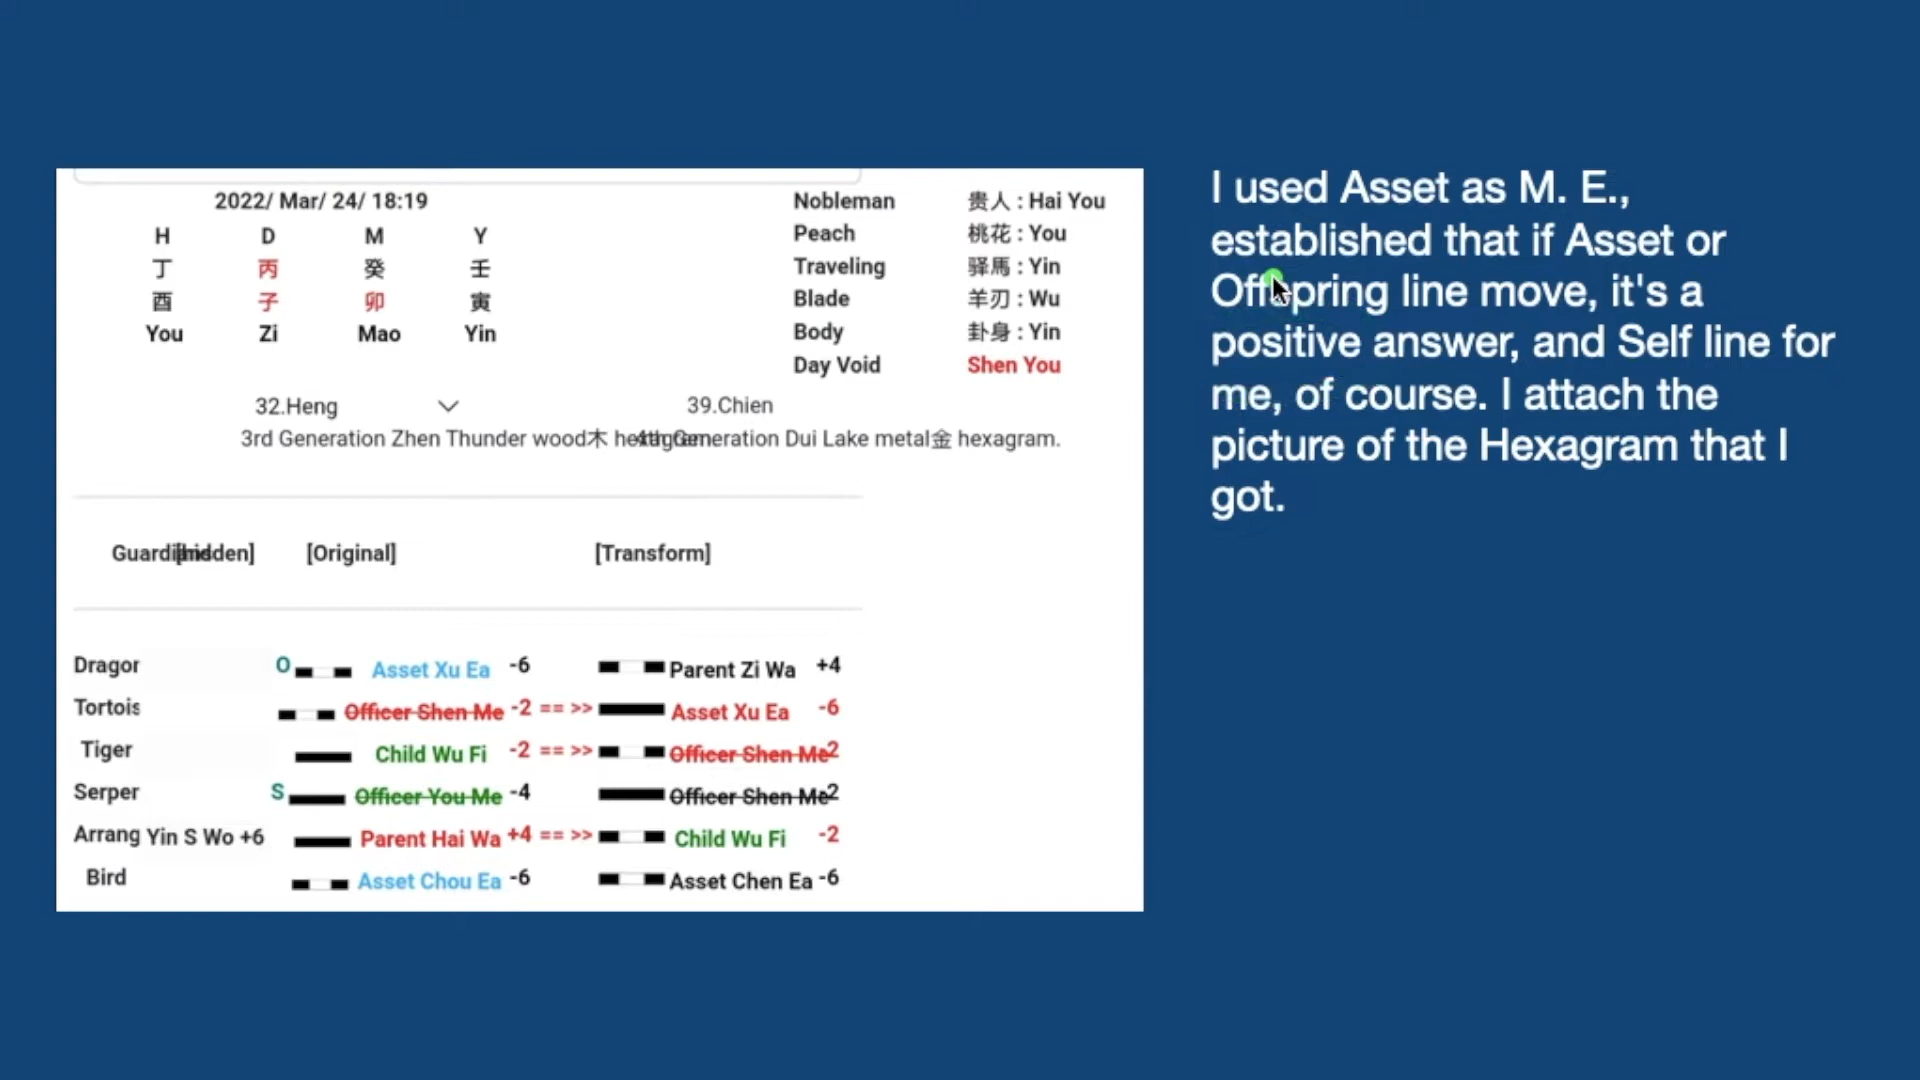 2022/ Mar/ 24/ 18:19
H D M Y
丁 丙 癸 壬
酉 子 卯 寅
You Zi Mao Yin
Nobleman 贵人 : Hai You
Peach 桃花 : You
Traveling 驿馬 : Yin
Blade 羊刃 : Wu
Body 卦身 : Yin
Day Void Shen You
32.Heng 39.Chien
3rd Generation Zhen Thunder wood木 hexagram. 4th Generation Dui Lake metal金 hexagram.
Guardians [hidden] [Original] [Transform]
Dragor O Asset Xu Ea -6 Parent Zi Wa +4
Tortois Officer Shen Me -2 == >> Asset Xu Ea -6
Tiger Child Wu Fi -2 == >> Officer Shen Me -2
Serper S Officer You Me -4 Officer Shen Me -2
Arrang Yin S Wo +6 Parent Hai Wa +4 == >> Child Wu Fi -2
Bird Asset Chou Ea -6 Asset Chen Ea -6
I used Asset as M. E.,
established that if Asset or
Offspring line move, it's a
positive answer, and Self line for
me, of course. I attach the
picture of the Hexagram that I
got.